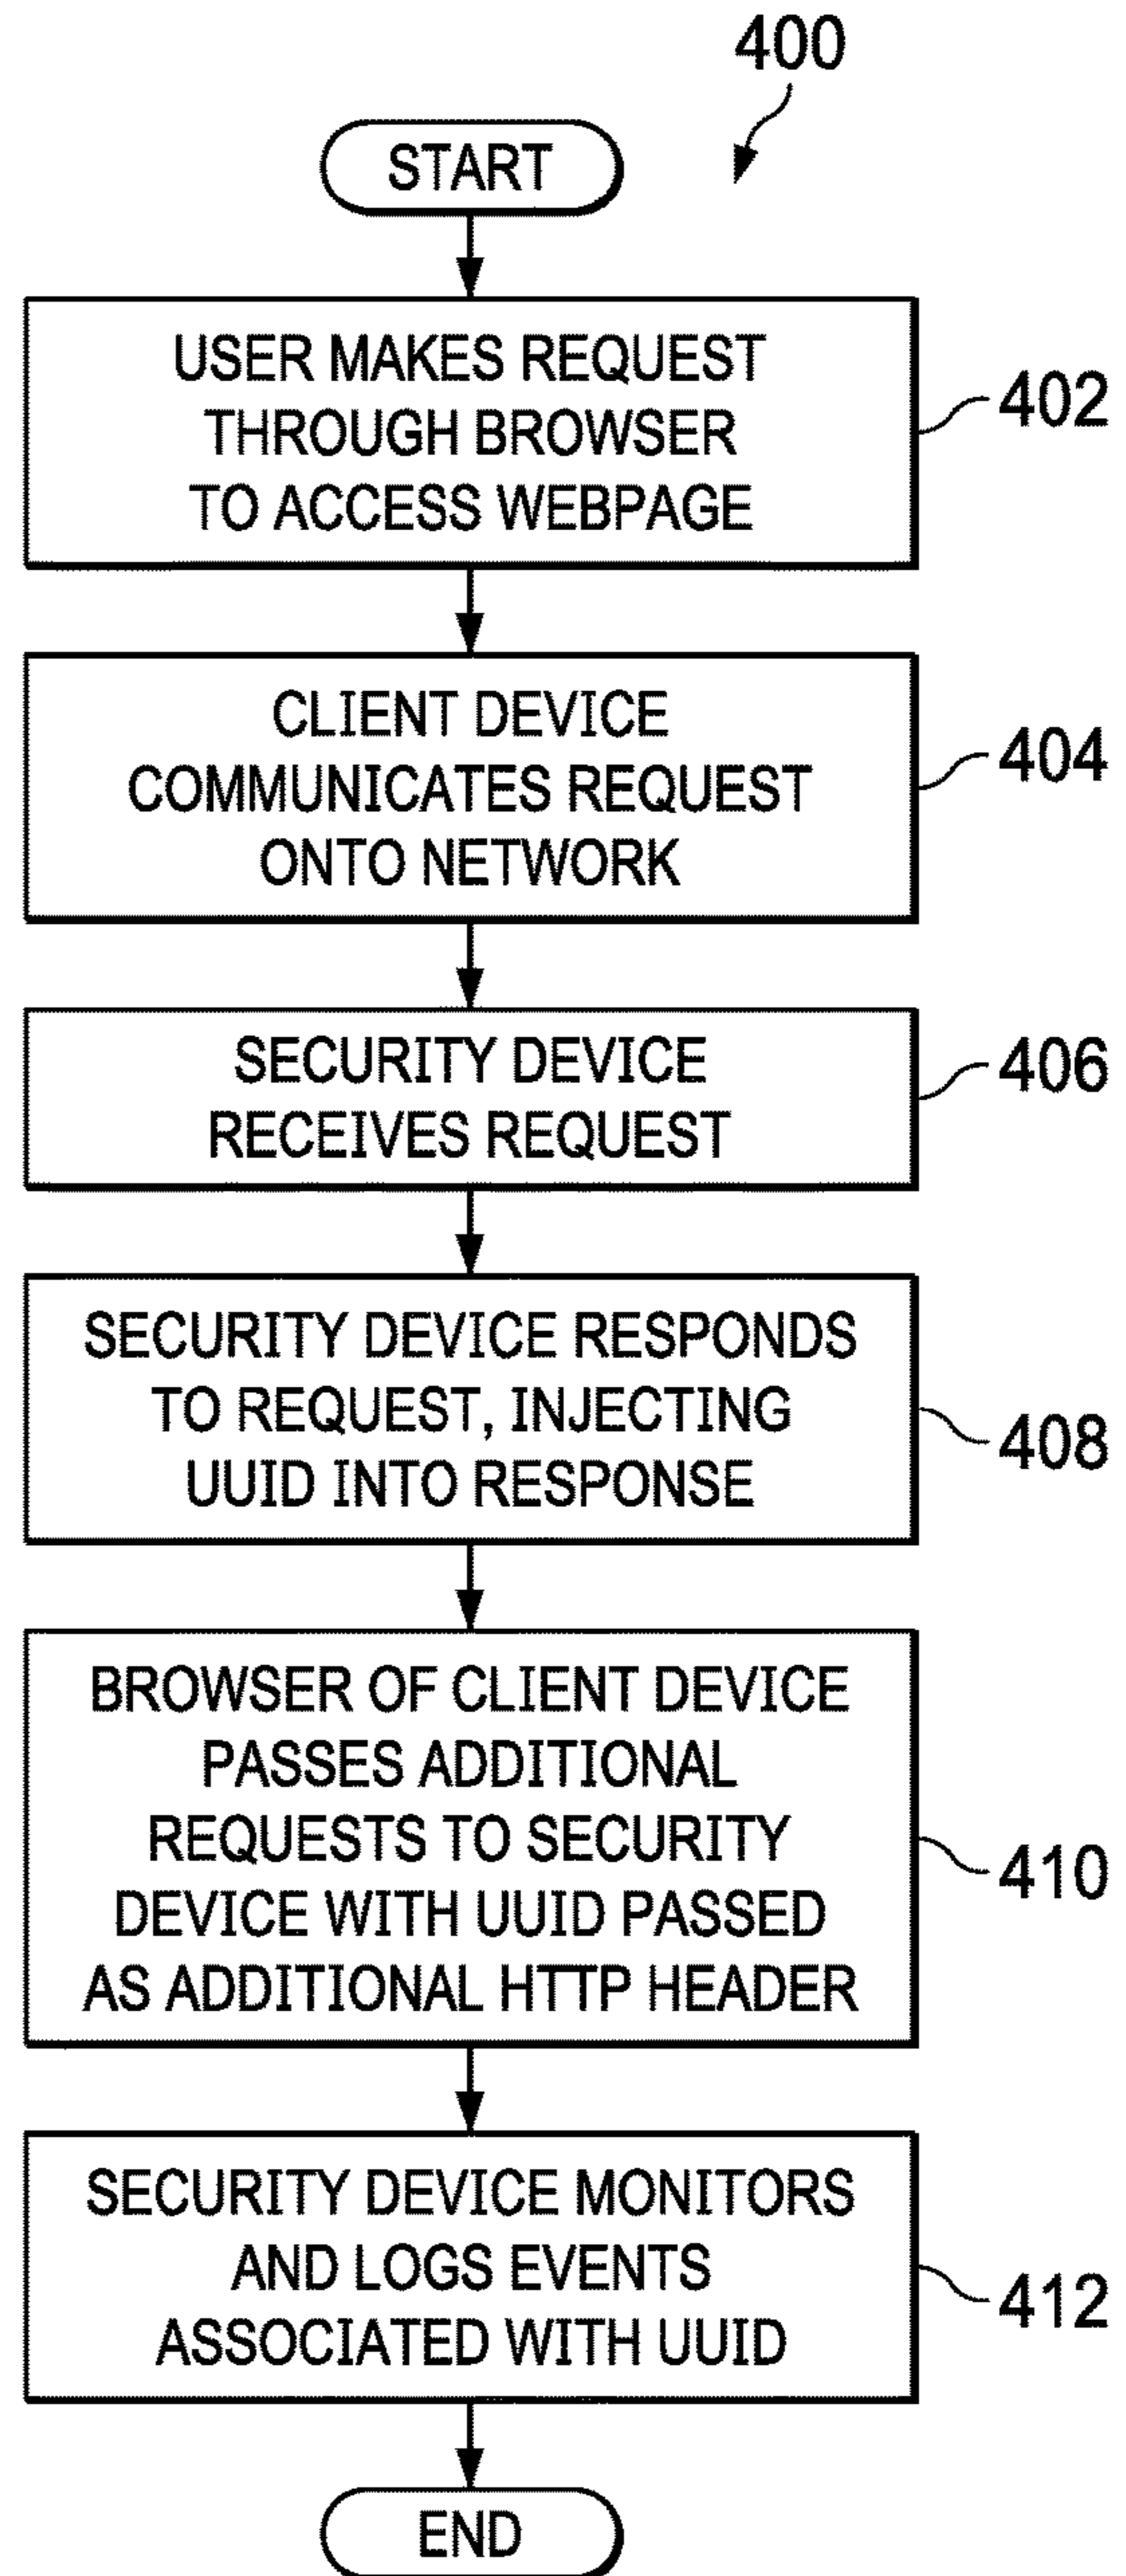 400
START
USER MAKES REQUEST
THROUGH BROWSER
TO ACCESS WEBPAGE
402
CLIENT DEVICE
COMMUNICATES REQUEST
ONTO NETWORK
404
SECURITY DEVICE
RECEIVES REQUEST
406
SECURITY DEVICE RESPONDS
TO REQUEST, INJECTING
UUID INTO RESPONSE
408
BROWSER OF CLIENT DEVICE
PASSES ADDITIONAL
REQUESTS TO SECURITY
DEVICE WITH UUID PASSED
AS ADDITIONAL HTTP HEADER
410
SECURITY DEVICE MONITORS
AND LOGS EVENTS
ASSOCIATED WITH UUID
412
END